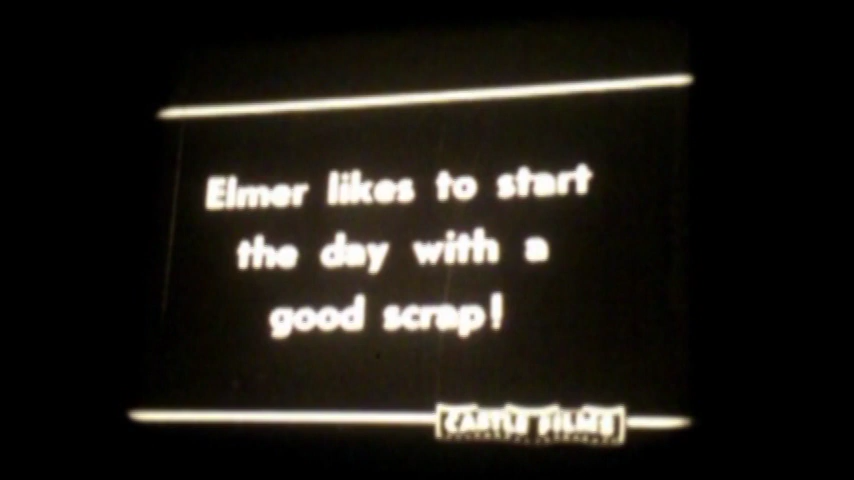 Elmer likes to start
the day with a
good scrap!
CASTLE FILMS